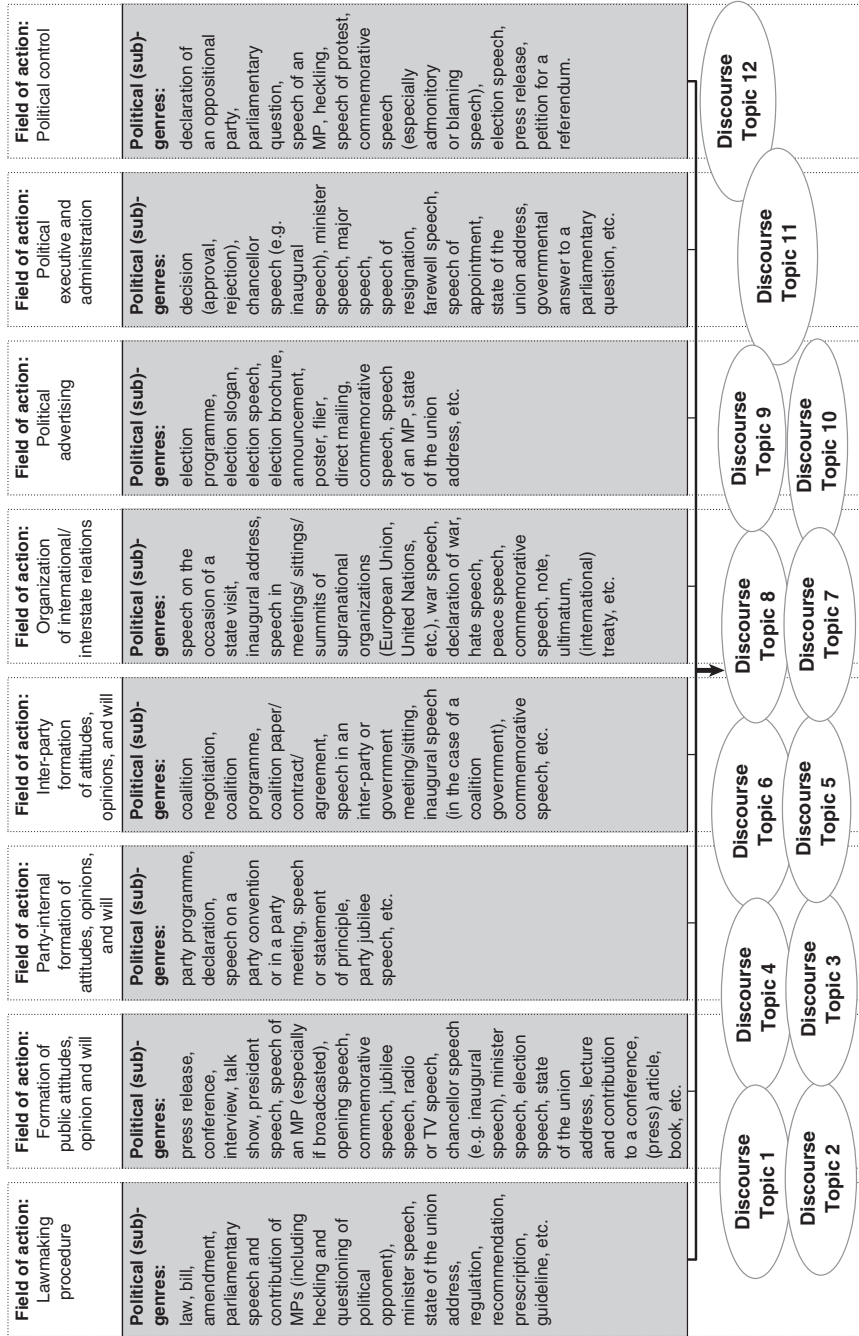 Field of action:
Lawmaking
procedure
Political (sub)-
genres:
law, bill,
amendment,
parliamentary
speech and
contribution of
MPs (including
heckling and
questioning of
political
opponent),
minister speech,
state of the union
address,
regulation,
recommendation,
prescription,
guideline, etc.
Field of action:
Formation of
public attitudes,
opinion and will
Political (sub)-
genres:
press release,
conference,
interview, talk
show, president
speech, speech of
an MP (especially
if broadcasted),
opening speech,
commemorative
speech, jubilee
speech, radio
or TV speech,
chancellor speech
(e.g. inaugural
speech), minister
speech, election
speech, state
of the union
address, lecture
and contribution
to a conference,
(press) article,
book, etc.
Field of action:
Party-internal
formation of
attitudes, opinions,
and will
Political (sub)-
genres:
party programme,
declaration,
speech on a
party convention
or in a party
meeting, speech
or statement
of principle,
party jubilee
speech, etc.
Field of action:
Inter-party
formation
of attitudes,
opinions, and will
Political (sub)-
genres:
coalition
negotiation,
coalition
programme,
coalition paper/
contract/
agreement,
speech in an
inter-party or
government
meeting/sitting,
inaugural speech
(in the case of a
coalition
government),
commemorative
speech, etc.
Field of action:
Organization
of international/
interstate relations
Political (sub)-
genres:
speech on the
occasion of a
state visit,
inaugural address,
speech in
meetings/ sittings/
summits of
supranational
organizations
(European Union,
United Nations,
etc.), war speech,
declaration of war,
hate speech,
peace speech,
commemorative
speech, note,
ultimatum,
(international)
treaty, etc.
Field of action:
Political
advertising
Political (sub)-
genres:
election
programme,
election slogan,
election speech,
election brochure,
announcement,
poster, flier,
direct mailing,
commemorative
speech, speech
of an MP, state
of the union
address, etc.
Field of action:
Political
executive and
administration
Political (sub)-
genres:
decision
(approval,
rejection),
chancellor
speech (e.g.
inaugural
speech), minister
speech, major
speech,
speech of
resignation,
farewell speech,
speech of
appointment,
state of the
union address,
governmental
answer to a
parliamentary
question, etc.
Field of action:
Political control
Political (sub)-
genres:
declaration of
an oppositional
party,
parliamentary
question,
speech of an
MP, heckling,
speech of protest,
commemorative
speech
(especially
admonitory
or blaming
speech),
election speech,
press release,
petition for a
referendum.
Discourse
Topic 1
Discourse
Topic 2
Discourse
Topic 4
Discourse
Topic 3
Discourse
Topic 6
Discourse
Topic 5
Discourse
Topic 8
Discourse
Topic 7
Discourse
Topic 9
Discourse
Topic 10
Discourse
Topic 11
Discourse
Topic 12